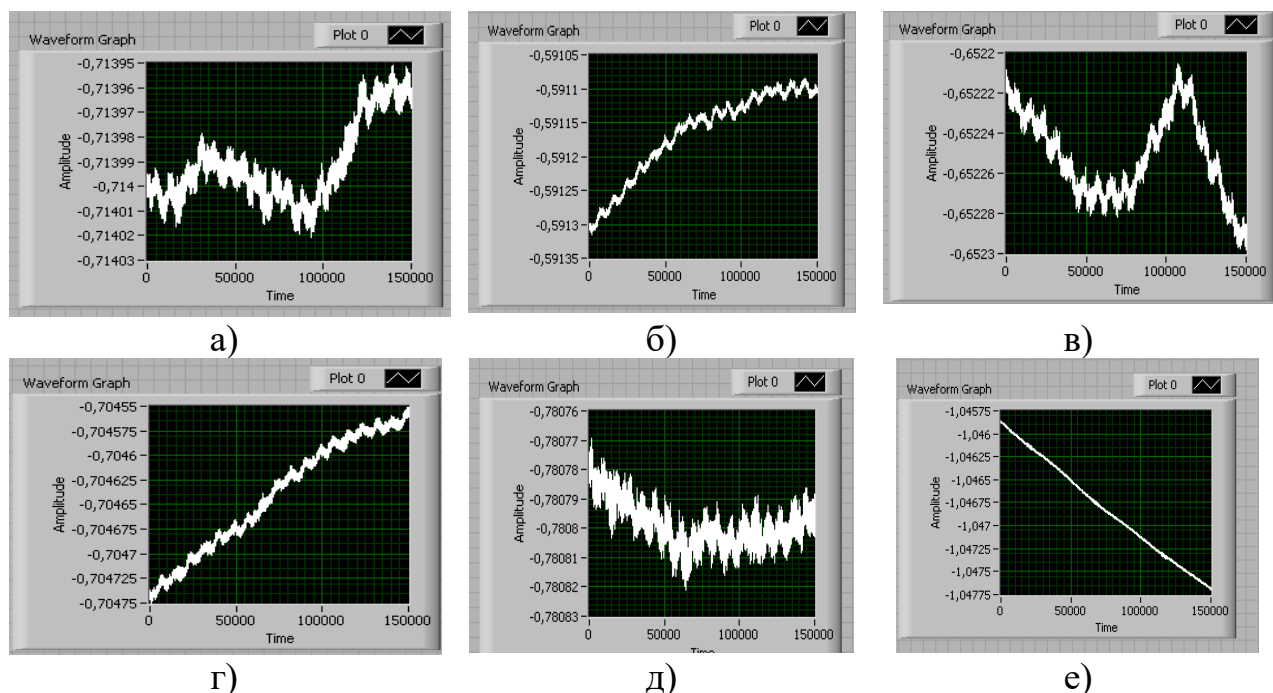 Waveform Graph
Plot 0
Amplitude
-0,71395
-0,71396
-0,71397
-0,71398
-0,71399
-0,714
-0,71401
-0,71402
-0,71403
0 50000 100000 150000
Time
а)
Waveform Graph
Plot 0
Amplitude
-0,59105
-0,5911
-0,59115
-0,5912
-0,59125
-0,5913
-0,59135
0 50000 100000 150000
Time
б)
Waveform Graph
Plot 0
Amplitude
-0,6522
-0,65222
-0,65224
-0,65226
-0,65228
-0,6523
0 50000 100000 150000
Time
в)
Waveform Graph
Plot 0
Amplitude
-0,70455
-0,704575
-0,7046
-0,704625
-0,70465
-0,704675
-0,7047
-0,704725
-0,70475
0 50000 100000 150000
Time
г)
Waveform Graph
Plot 0
Amplitude
-0,78076
-0,78077
-0,78078
-0,78079
-0,7808
-0,78081
-0,78082
-0,78083
0 50000 100000 150000
Time
д)
Waveform Graph
Plot 0
Amplitude
-1,04575
-1,046
-1,04625
-1,0465
-1,04675
-1,047
-1,04725
-1,0475
-1,04775
0 50000 100000 150000
Time
е)